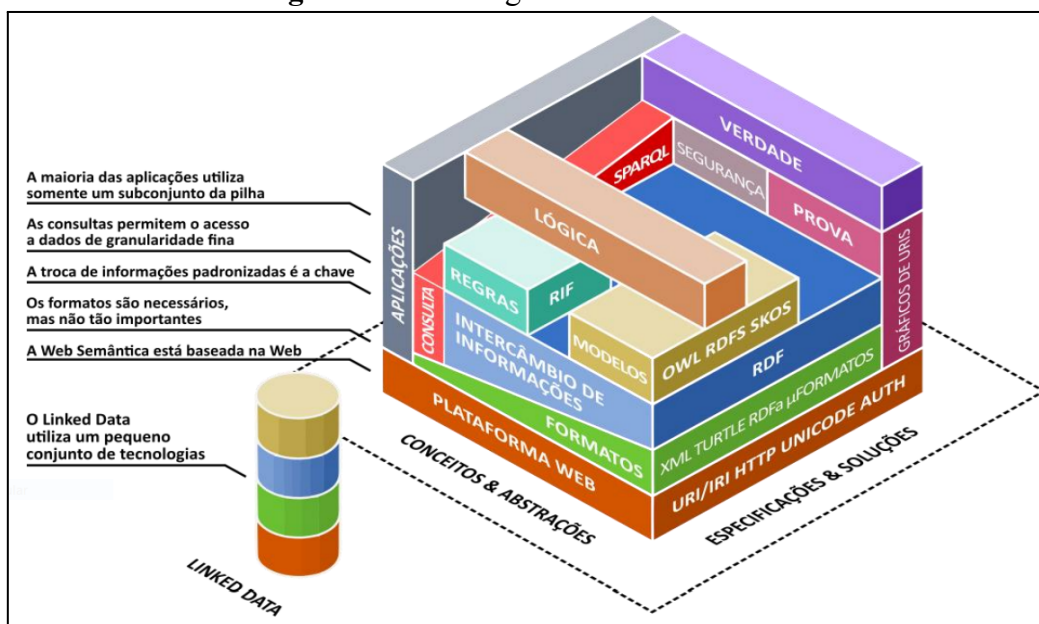 A maioria das aplicações utiliza
somente um subconjunto da pilha
As consultas permitem o acesso
a dados de granularidade fina
A troca de informações padronizadas é a chave
Os formatos são necessários,
mas não tão importantes
A Web Semântica está baseada na Web
O Linked Data
utiliza um pequeno
conjunto de tecnologias
LINKED DATA
APLICAÇÕES
CONSULTA
REGRAS
RIF
LÓGICA
SPARQL
SEGURANÇA
VERDADE
PROVA
GRÁFICOS DE URIS
MODELOS
OWL RDFS SKOS
INTERCÂMBIO DE
INFORMAÇÕES
RDF
FORMATOS
XML TURTLE RDFa µFORMATOS
PLATAFORMA WEB
URI/IRI HTTP UNICODE AUTH
CONCEITOS & ABSTRAÇÕES
ESPECIFICAÇÕES & SOLUÇÕES